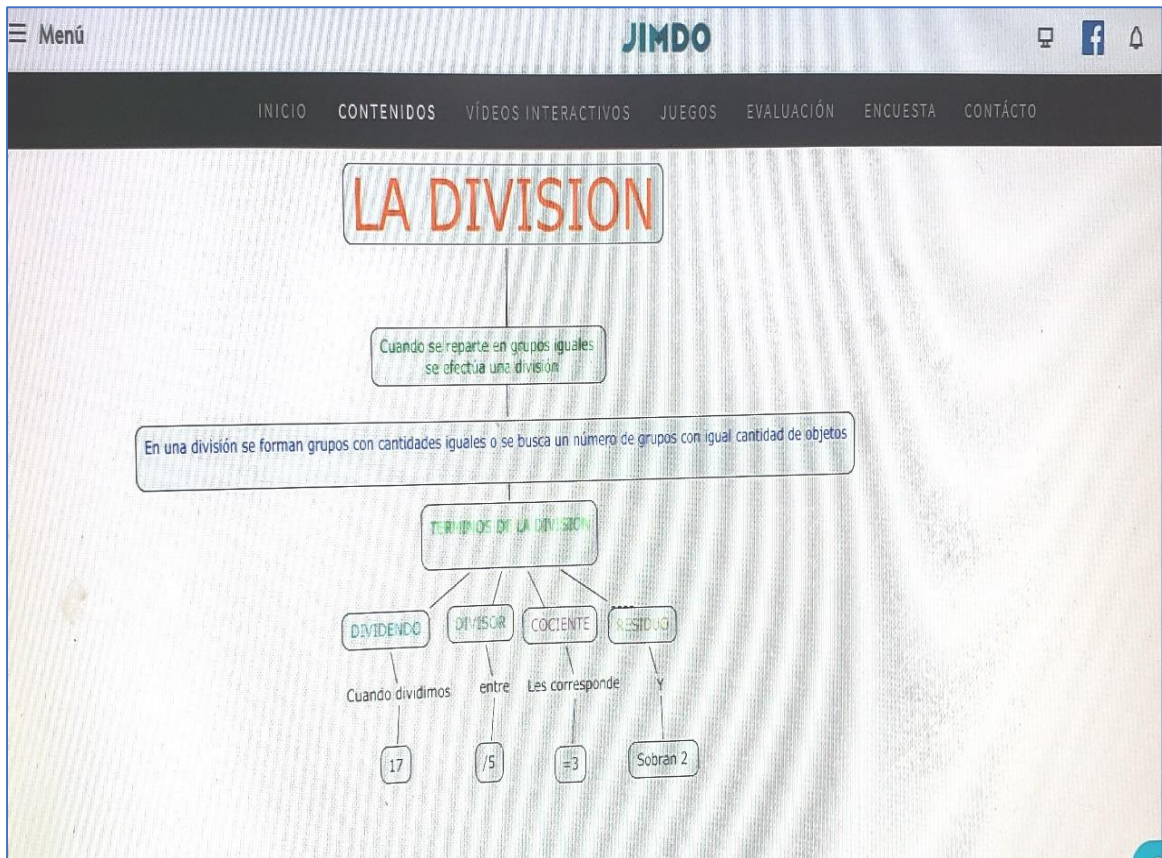 Menú
JIMDO
INICIO CONTENIDOS VÍDEOS INTERACTIVOS JUEGOS EVALUACIÓN ENCUESTA CONTÁCTO
LA DIVISION
Cuando se reparte en grupos iguales
se efectúa una división
En una división se forman grupos con cantidades iguales o se busca un número de grupos con igual cantidad de objetos
TERMINOS DE LA DIVISION
DIVIDENDO DIVISOR COCIENTE RESIDUO
Cuando dividimos entre Les corresponde Y
17 /5 =3 Sobran 2